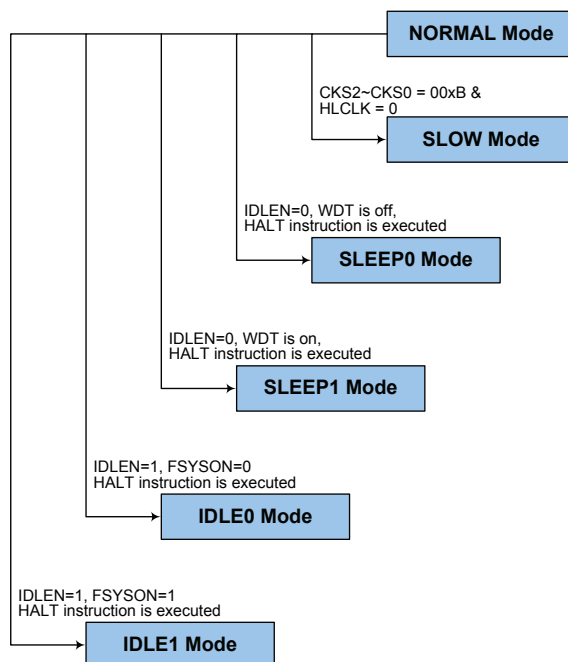 NORMAL Mode
CKS2~CKS0 = 00xB &
HLCLK = 0
SLOW Mode
IDLEN=0, WDT is off,
HALT instruction is executed
SLEEP0 Mode
IDLEN=0, WDT is on,
HALT instruction is executed
SLEEP1 Mode
IDLEN=1, FSYSON=0
HALT instruction is executed
IDLE0 Mode
IDLEN=1, FSYSON=1
HALT instruction is executed
IDLE1 Mode